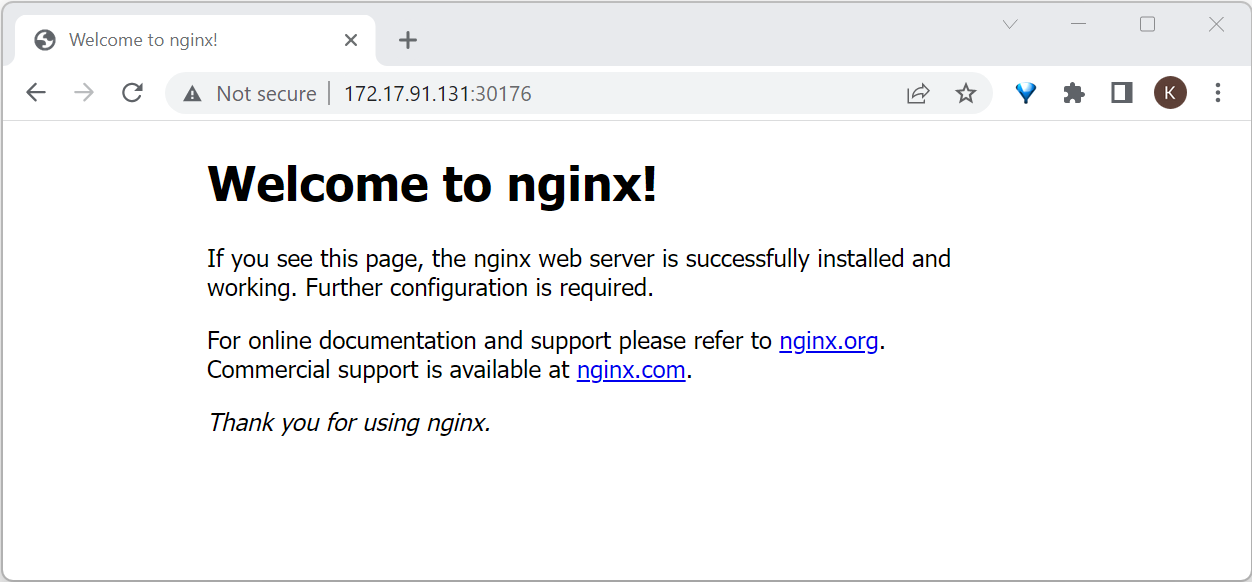 Welcome to nginx!
Not secure | 172.17.91.131:30176
K
Welcome to nginx!
If you see this page, the nginx web server is successfully installed and
working. Further configuration is required.
For online documentation and support please refer to nginx.org.
Commercial support is available at nginx.com.
Thank you for using nginx.